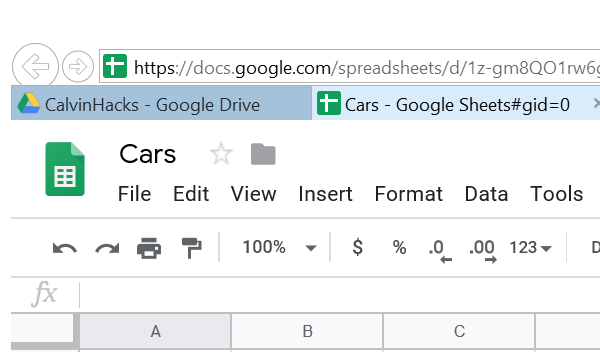 https://docs.google.com/spreadsheets/d/1z-gm8QO1rw6g
CalvinHacks - Google Drive Cars - Google Sheets#gid=0
Cars
File Edit View Insert Format Data Tools
100% $ % .0 .00 123 D
fx
A B C